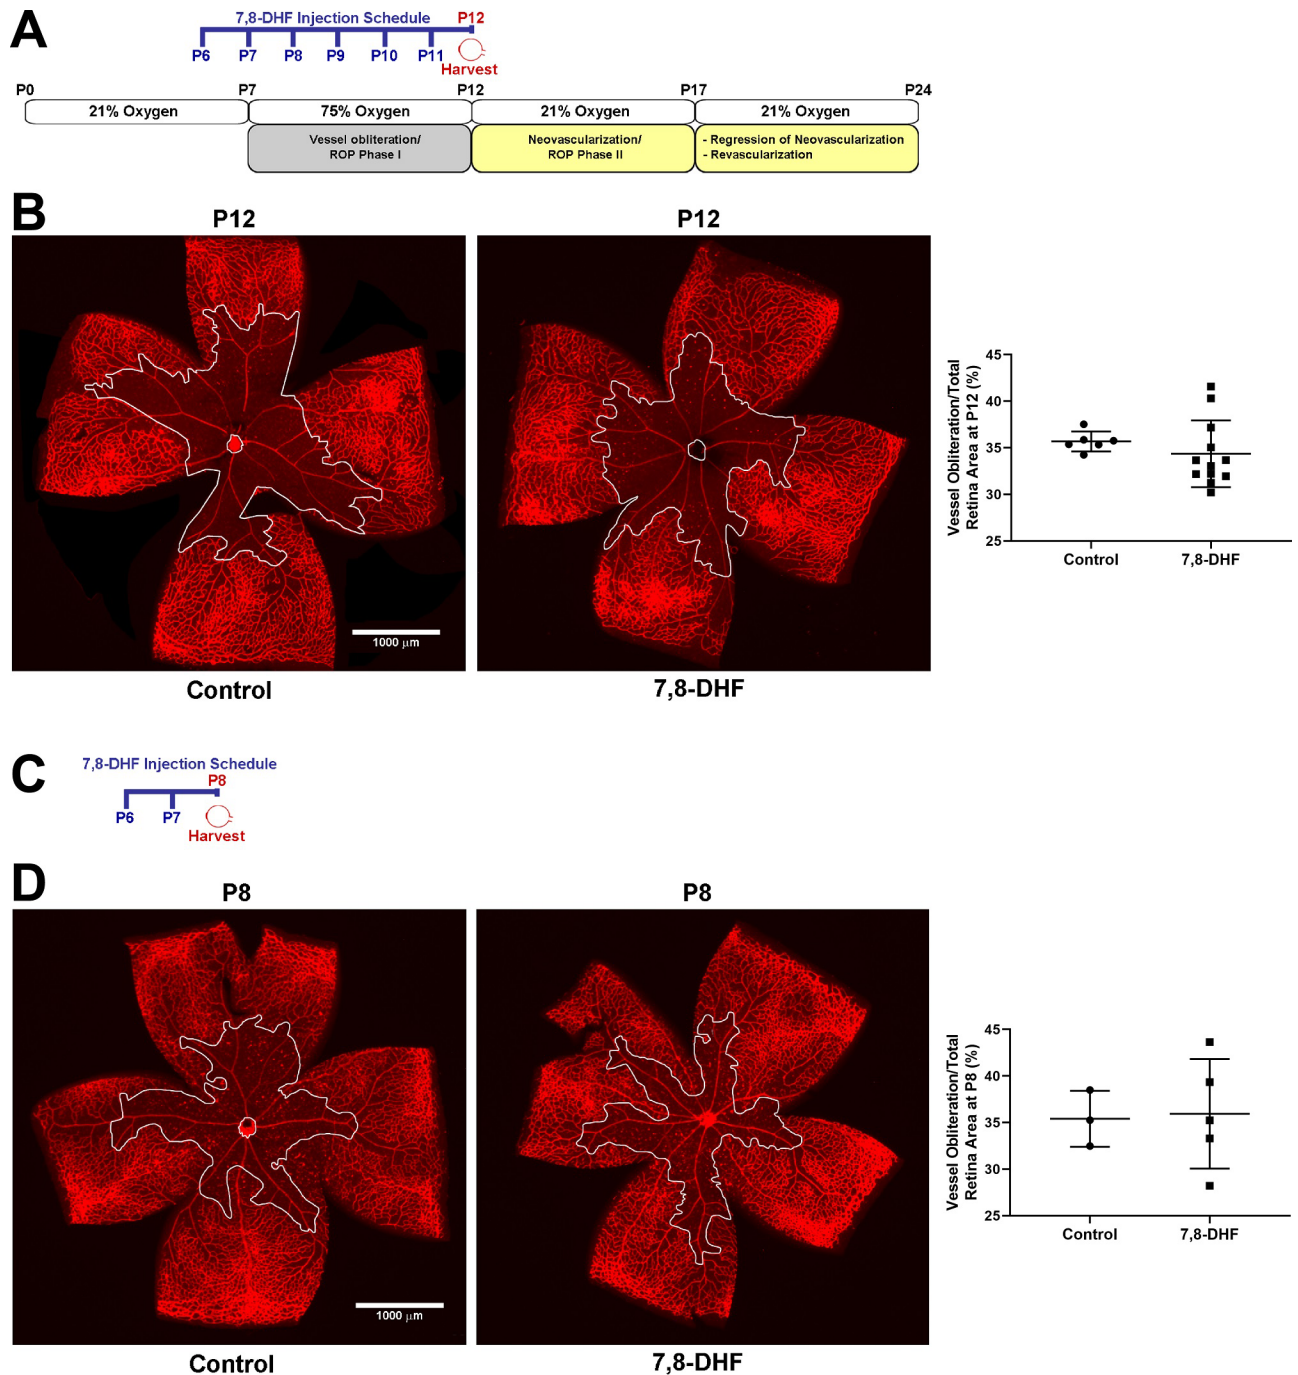 A
7,8-DHF Injection Schedule
P12
P6 P7 P8 P9 P10 P11
Harvest
P0 P7 P12 P17 P24
21% Oxygen 75% Oxygen 21% Oxygen 21% Oxygen
Vessel obliteration/
ROP Phase I
Neovascularization/
ROP Phase II
- Regression of Neovascularization
- Revascularization
B
P12
P12
1000 µm
Control
7,8-DHF
Vessel Obliteration/Total
Retina Area at P12 (%)
45
40
35
30
25
Control 7,8-DHF
C
7,8-DHF Injection Schedule
P8
P6 P7
Harvest
D
P8
P8
1000 µm
Control
7,8-DHF
Vessel Obliteration/Total
Retina Area at P8 (%)
45
40
35
30
25
Control 7,8-DHF